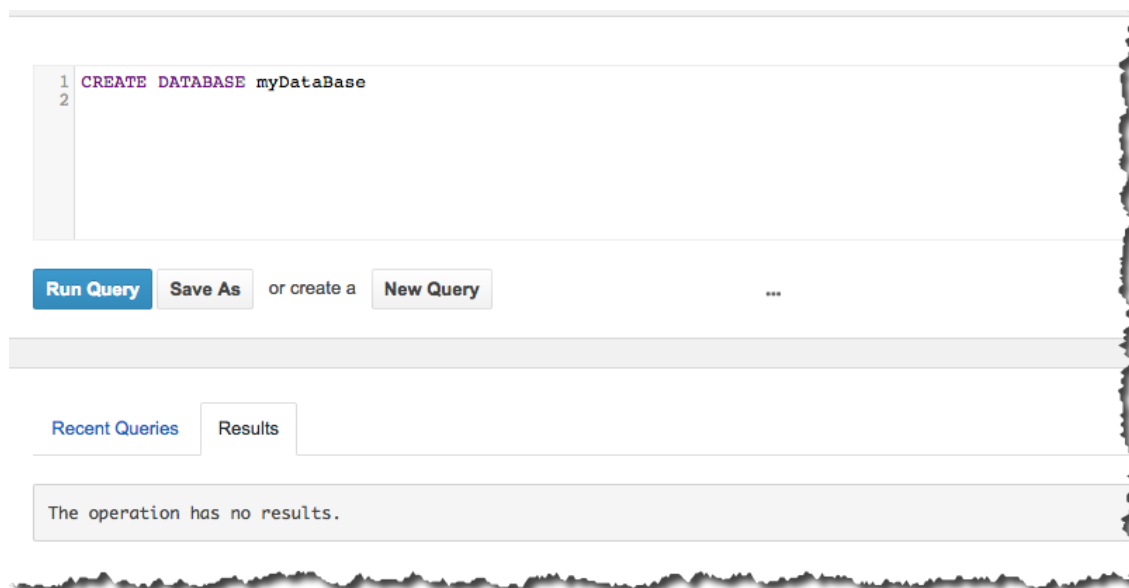 1 CREATE DATABASE myDataBase
2
Run Query Save As or create a New Query ...
Recent Queries Results
The operation has no results.